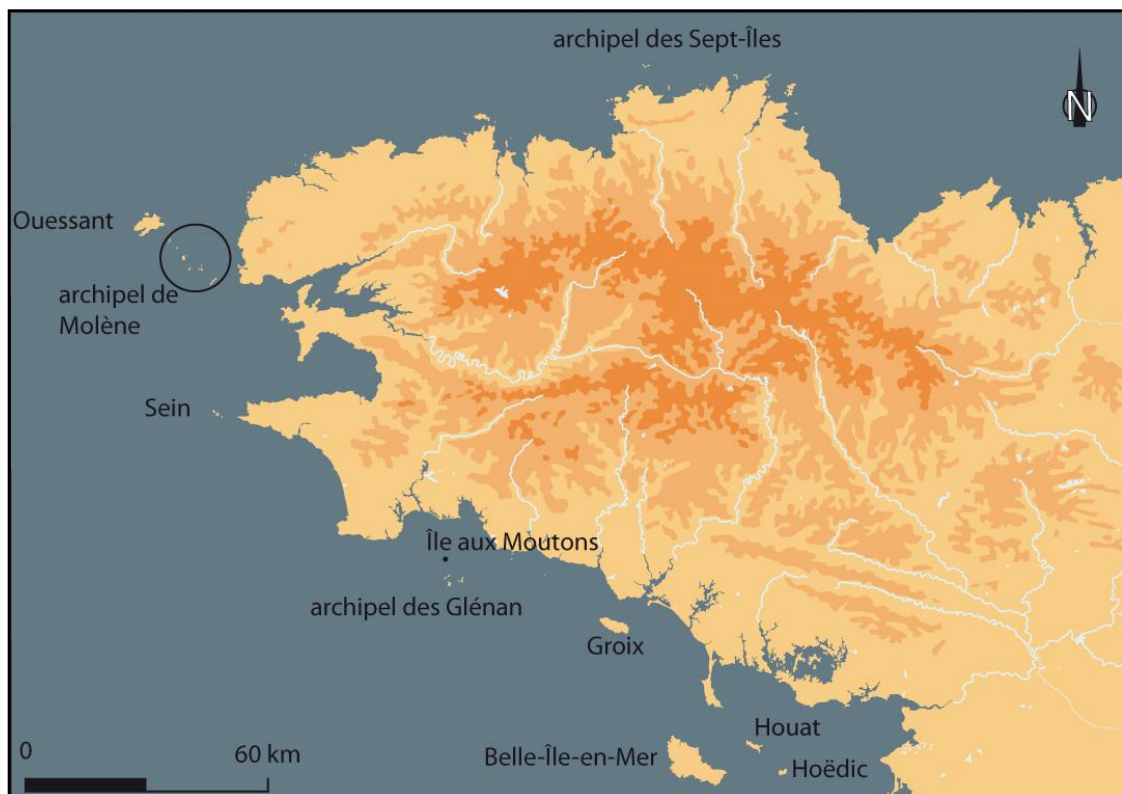 archipel des Sept-Îles
N
Ouessant
archipel de
Molène
Sein
Île aux Moutons
archipel des Glénan
Groix
Houat
Belle-Île-en-Mer
Hoëdic
0
60 km